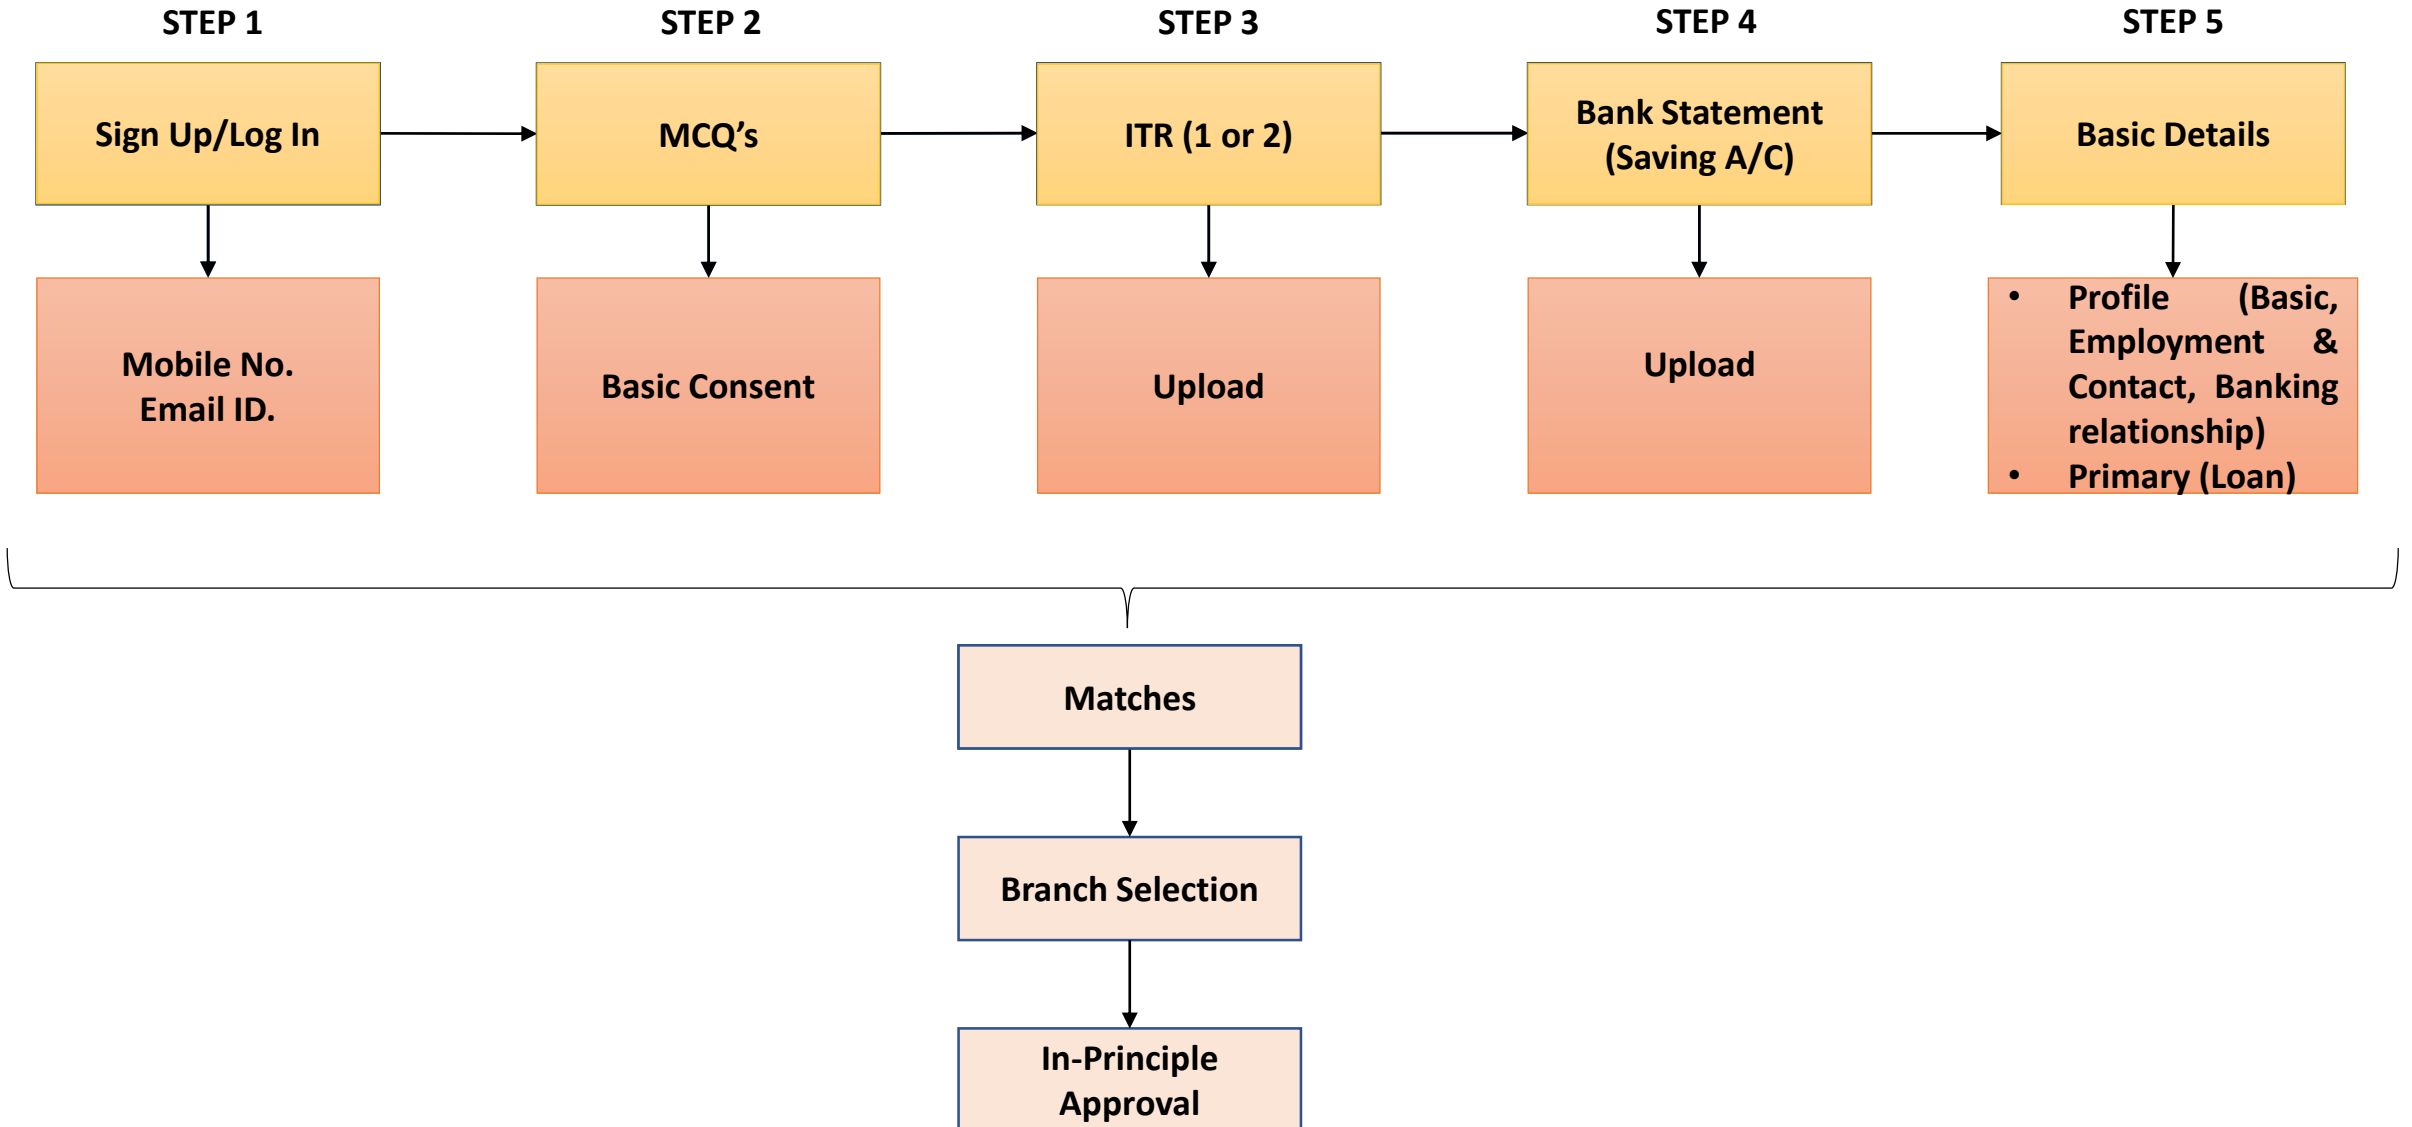 STEP 1
STEP 2
STEP 3
STEP 4
STEP 5
Sign Up/Log In
MCQ’s
ITR (1 or 2)
Bank Statement
(Saving A/C)
Basic Details
Mobile No.
Email ID.
Basic Consent
Upload
Upload
• Profile (Basic,
Employment &
Contact, Banking
relationship)
• Primary (Loan)
Matches
Branch Selection
In-Principle
Approval